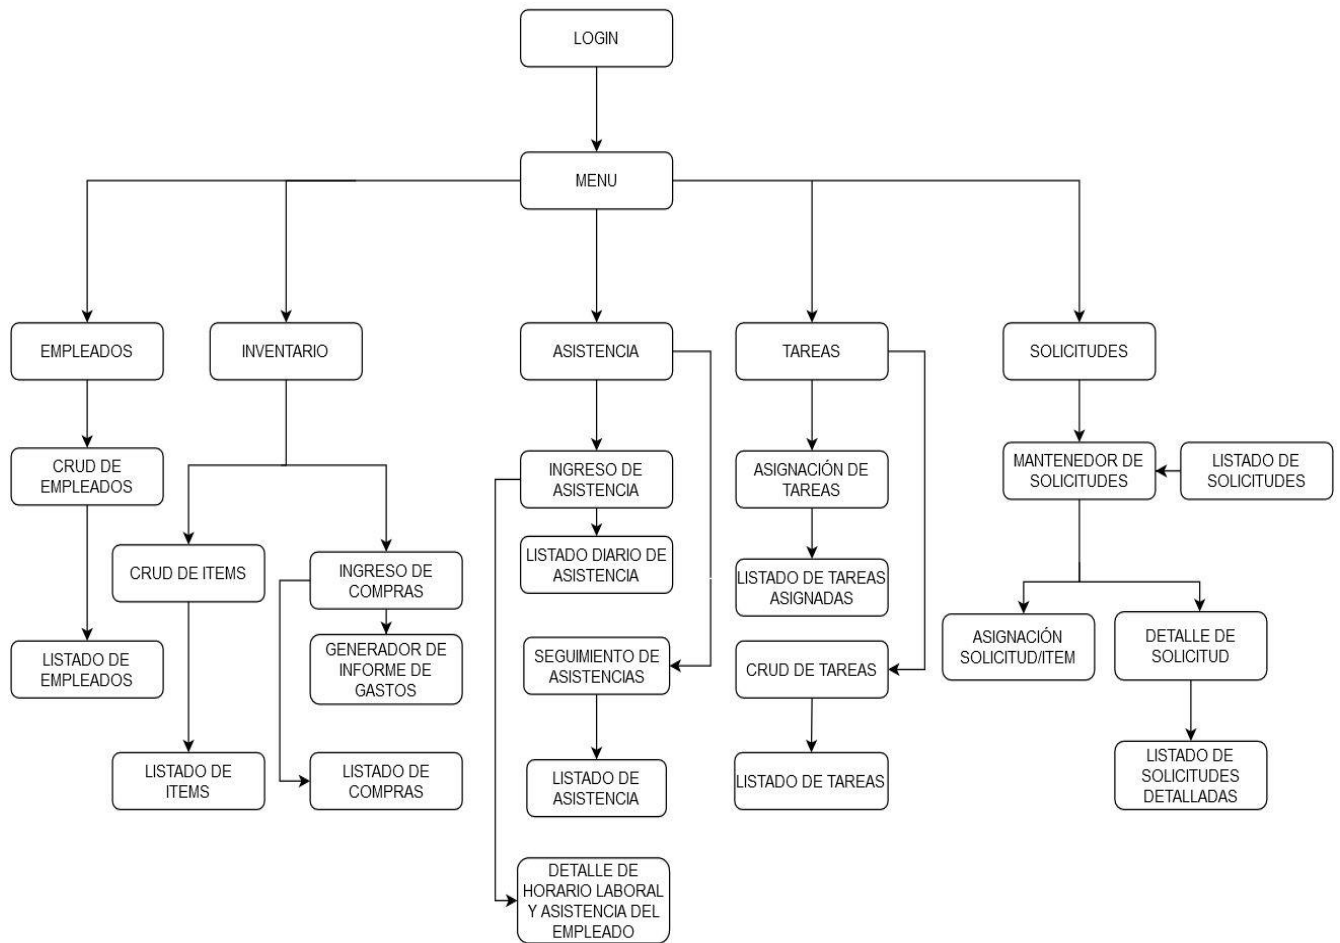 LOGIN
MENU
EMPLEADOS
INVENTARIO
ASISTENCIA
TAREAS
SOLICITUDES
CRUD DE
EMPLEADOS
INGRESO DE
ASISTENCIA
ASIGNACIÓN DE
TAREAS
MANTENEDOR DE
SOLICITUDES
LISTADO DE
SOLICITUDES
CRUD DE ITEMS
INGRESO DE
COMPRAS
LISTADO DIARIO DE
ASISTENCIA
LISTADO DE TAREAS
ASIGNADAS
ASIGNACIÓN
SOLICITUD/ITEM
DETALLE DE
SOLICITUD
LISTADO DE
EMPLEADOS
GENERADOR DE
INFORME DE
GASTOS
SEGUIMIENTO DE
ASISTENCIAS
CRUD DE TAREAS
LISTADO DE
ITEMS
LISTADO DE
COMPRAS
LISTADO DE
ASISTENCIA
LISTADO DE TAREAS
LISTADO DE
SOLICITUDES
DETALLADAS
DETALLE DE
HORARIO LABORAL
Y ASISTENCIA DEL
EMPLEADO